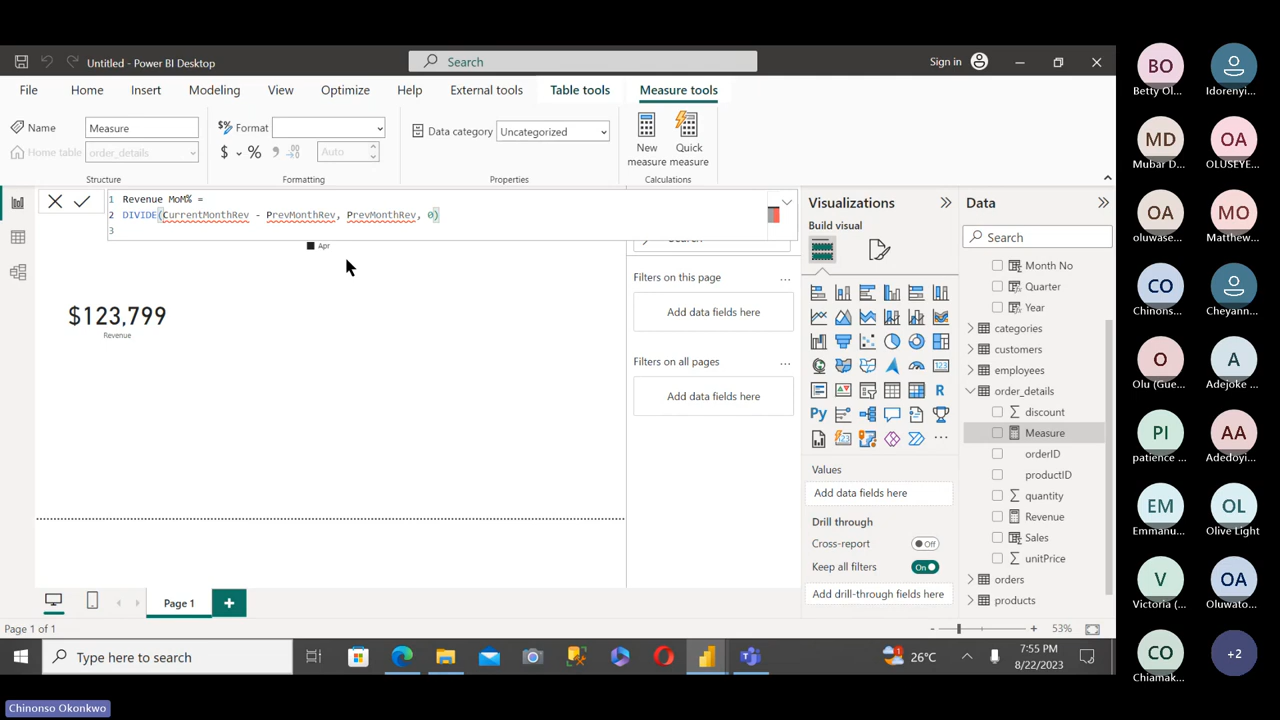 Untitled - Power BI Desktop
Search
Sign in
File
Home
Insert
Modeling
View
Optimize
Help
External tools
Table tools
Measure tools
Name
Measure
Home table
order_details
Structure
$% Format
$ %
Auto
Formatting
Data category
Uncategorized
Properties
New
measure
Quick
measure
Calculations
1 Revenue MoM% =
2 DIVIDE(CurrentMonthRev - PrevMonthRev, PrevMonthRev, 0)
3
Apr
$123,799
Revenue
Search
Filters on this page
...
Add data fields here
Filters on all pages
...
Add data fields here
Visualizations
Build visual
123
R
Py
...
Values
Add data fields here
Drill through
Cross-report
Off
Keep all filters
On
Add drill-through fields here
Data
Search
Month No
Quarter
Year
categories
customers
employees
order_details
discount
Measure
orderID
productID
quantity
Revenue
Sales
unitPrice
orders
products
Page 1
Page 1 of 1
- + 53%
Type here to search
1
26°C
7:55 PM
8/22/2023
BO
Betty Ol...
Idorenyi...
MD
Mubar D...
OA
OLUSEYE...
OA
oluwase...
MO
Matthew...
CO
Chinons...
Cheyann...
O
Olu (Gue...
A
Adejoke ...
PI
patience ...
AA
Adedoyi...
EM
Emmanu...
OL
Olive Light
V
Victoria (...
OA
Oluwato...
CO
Chiamak...
+2
Chinonso Okonkwo